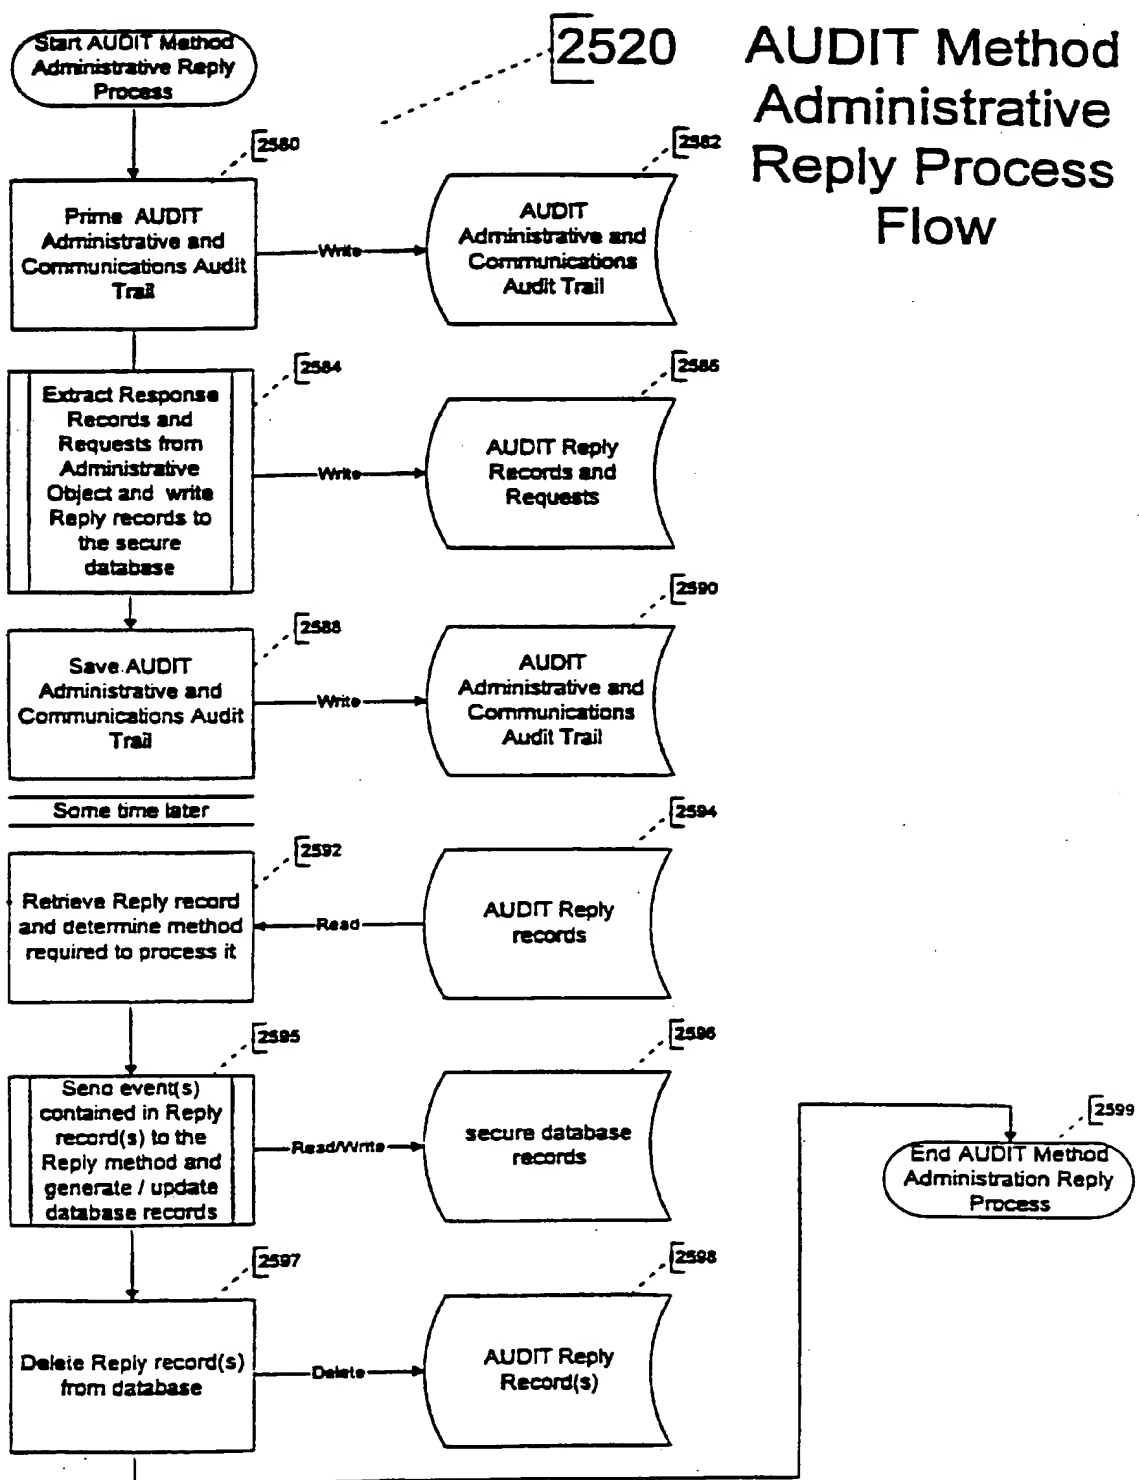 Start AUDIT Method
Administrative Reply
Process
2520
AUDIT Method
Administrative
Reply Process
Flow
2580
Prime AUDIT
Administrative and
Communications Audit
Trail
Write
2582
AUDIT
Administrative and
Communications
Audit Trail
2584
Extract Response
Records and
Requests from
Administrative
Object and write
Reply records to
the secure
database
Write
2586
AUDIT Reply
Records and
Requests
2588
Save AUDIT
Administrative and
Communications Audit
Trail
Write
2590
AUDIT
Administrative and
Communications
Audit Trail
Some time later
2592
Retrieve Reply record
and determine method
required to process it
Read
2594
AUDIT Reply
records
2595
Send event(s)
contained in Reply
record(s) to the
Reply method and
generate / update
database records
Read/Write
2596
secure database
records
2597
Delete Reply record(s)
from database
Delete
2598
AUDIT Reply
Record(s)
2599
End AUDIT Method
Administration Reply
Process